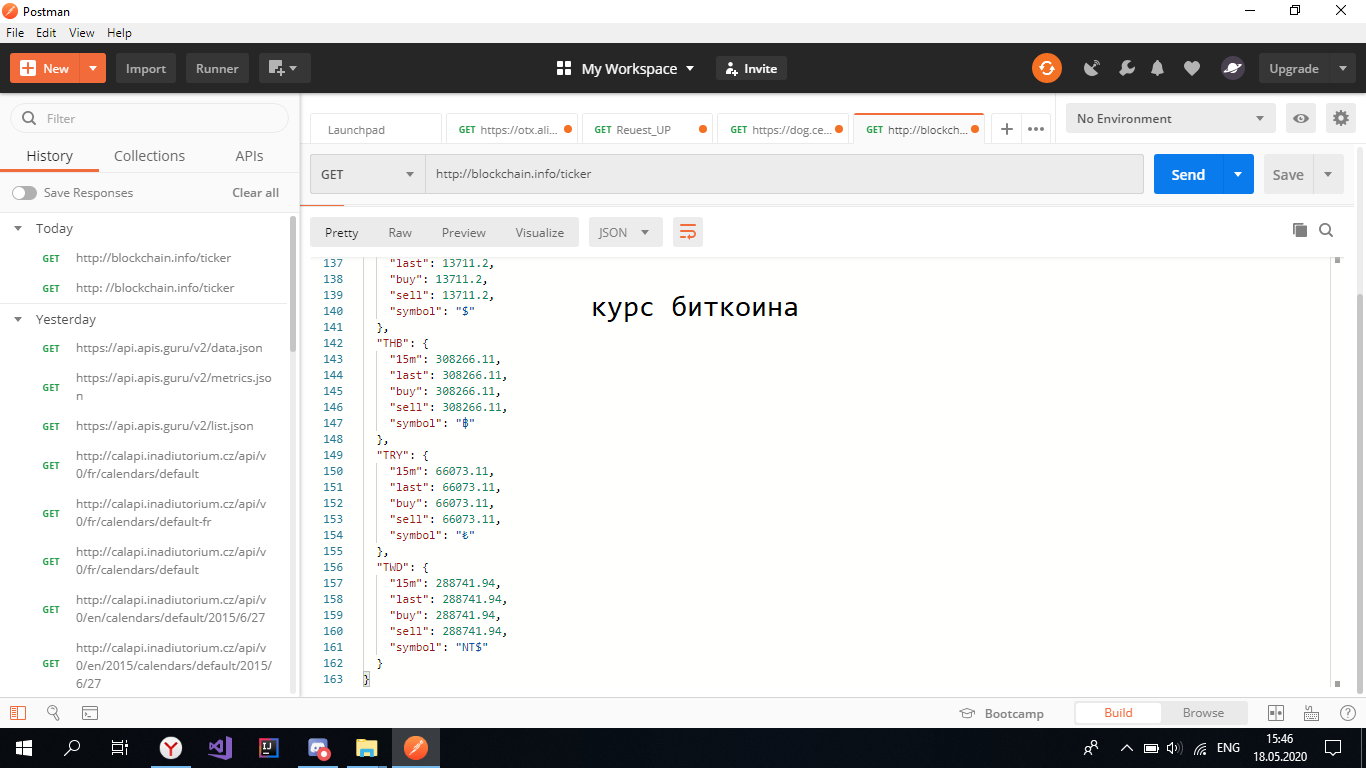 Postman
File Edit View Help
New Import Runner My Workspace Invite Upgrade
Filter
History Collections APIs
Save Responses Clear all
Today
GET http://blockchain.info/ticker
GET http: //blockchain.info/ticker
Yesterday
GET https://api.apis.guru/v2/data.json
GET https://api.apis.guru/v2/metrics.jso
n
GET https://api.apis.guru/v2/list.json
GET http://calapi.inadiutorium.cz/api/v
0/fr/calendars/default
GET http://calapi.inadiutorium.cz/api/v
0/fr/calendars/default-fr
GET http://calapi.inadiutorium.cz/api/v
0/fr/calendars/default
GET http://calapi.inadiutorium.cz/api/v
0/en/calendars/default/2015/6/27
GET http://calapi.inadiutorium.cz/api/v
0/en/2015/calendars/default/2015/
6/27
Launchpad GET https://otx.ali... GET Reuest_UP GET https://dog.ce... GET http://blockch... No Environment
GET http://blockchain.info/ticker Send Save
Pretty Raw Preview Visualize JSON
137 "last": 13711.2,
138 "buy": 13711.2,
139 "sell": 13711.2,
140 "symbol": "$"
141 },
142 "THB": {
143 "15m": 308266.11,
144 "last": 308266.11,
145 "buy": 308266.11,
146 "sell": 308266.11,
147 "symbol": "฿"
148 },
149 "TRY": {
150 "15m": 66073.11,
151 "last": 66073.11,
152 "buy": 66073.11,
153 "sell": 66073.11,
154 "symbol": "₺"
155 },
156 "TWD": {
157 "15m": 288741.94,
158 "last": 288741.94,
159 "buy": 288741.94,
160 "sell": 288741.94,
161 "symbol": "NT$"
162 }
163 }
курс биткоина
Bootcamp Build Browse
ENG 15:46
18.05.2020